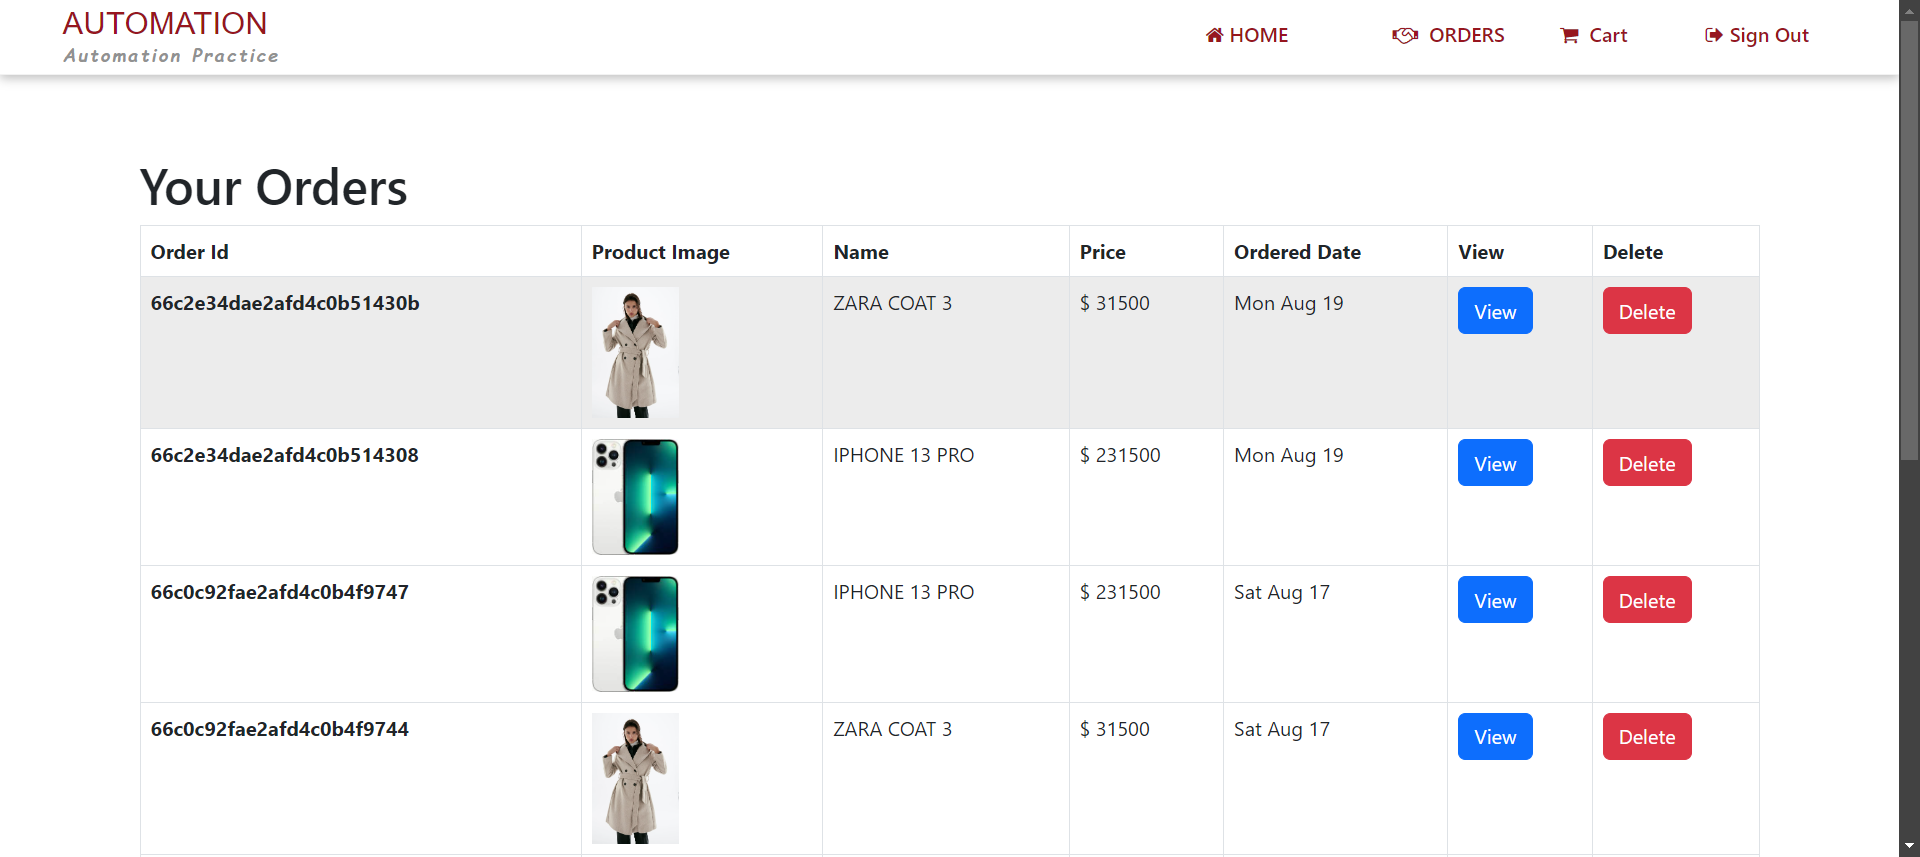 AUTOMATION
Automation Practice
HOME ORDERS Cart Sign Out
Your Orders
Order Id Product Image Name Price Ordered Date View Delete
66c2e34dae2afd4c0b51430b ZARA COAT 3 $ 31500 Mon Aug 19 View Delete
66c2e34dae2afd4c0b514308 IPHONE 13 PRO $ 231500 Mon Aug 19 View Delete
66c0c92fae2afd4c0b4f9747 IPHONE 13 PRO $ 231500 Sat Aug 17 View Delete
66c0c92fae2afd4c0b4f9744 ZARA COAT 3 $ 31500 Sat Aug 17 View Delete